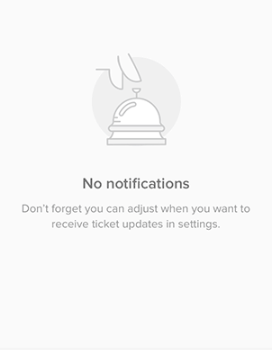 No notifications
Don't forget you can adjust when you want to
receive ticket updates in settings.